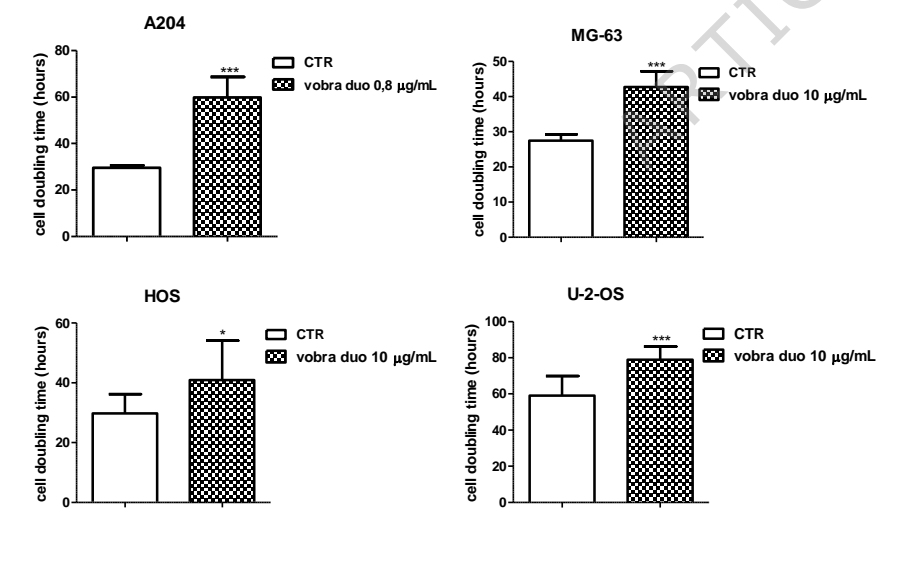 A204
cell doubling time (hours)
80
60
40
20
0
***
CTR
vobra duo 0,8 μg/mL
MG-63
cell doubling time (hours)
50
40
30
20
10
0
***
CTR
vobra duo 10 μg/mL
HOS
cell doubling time (hours)
60
40
20
0
*
CTR
vobra duo 10 μg/mL
U-2-OS
cell doubling time (hours)
100
80
60
40
20
0
***
CTR
vobra duo 10 μg/mL
RTIC